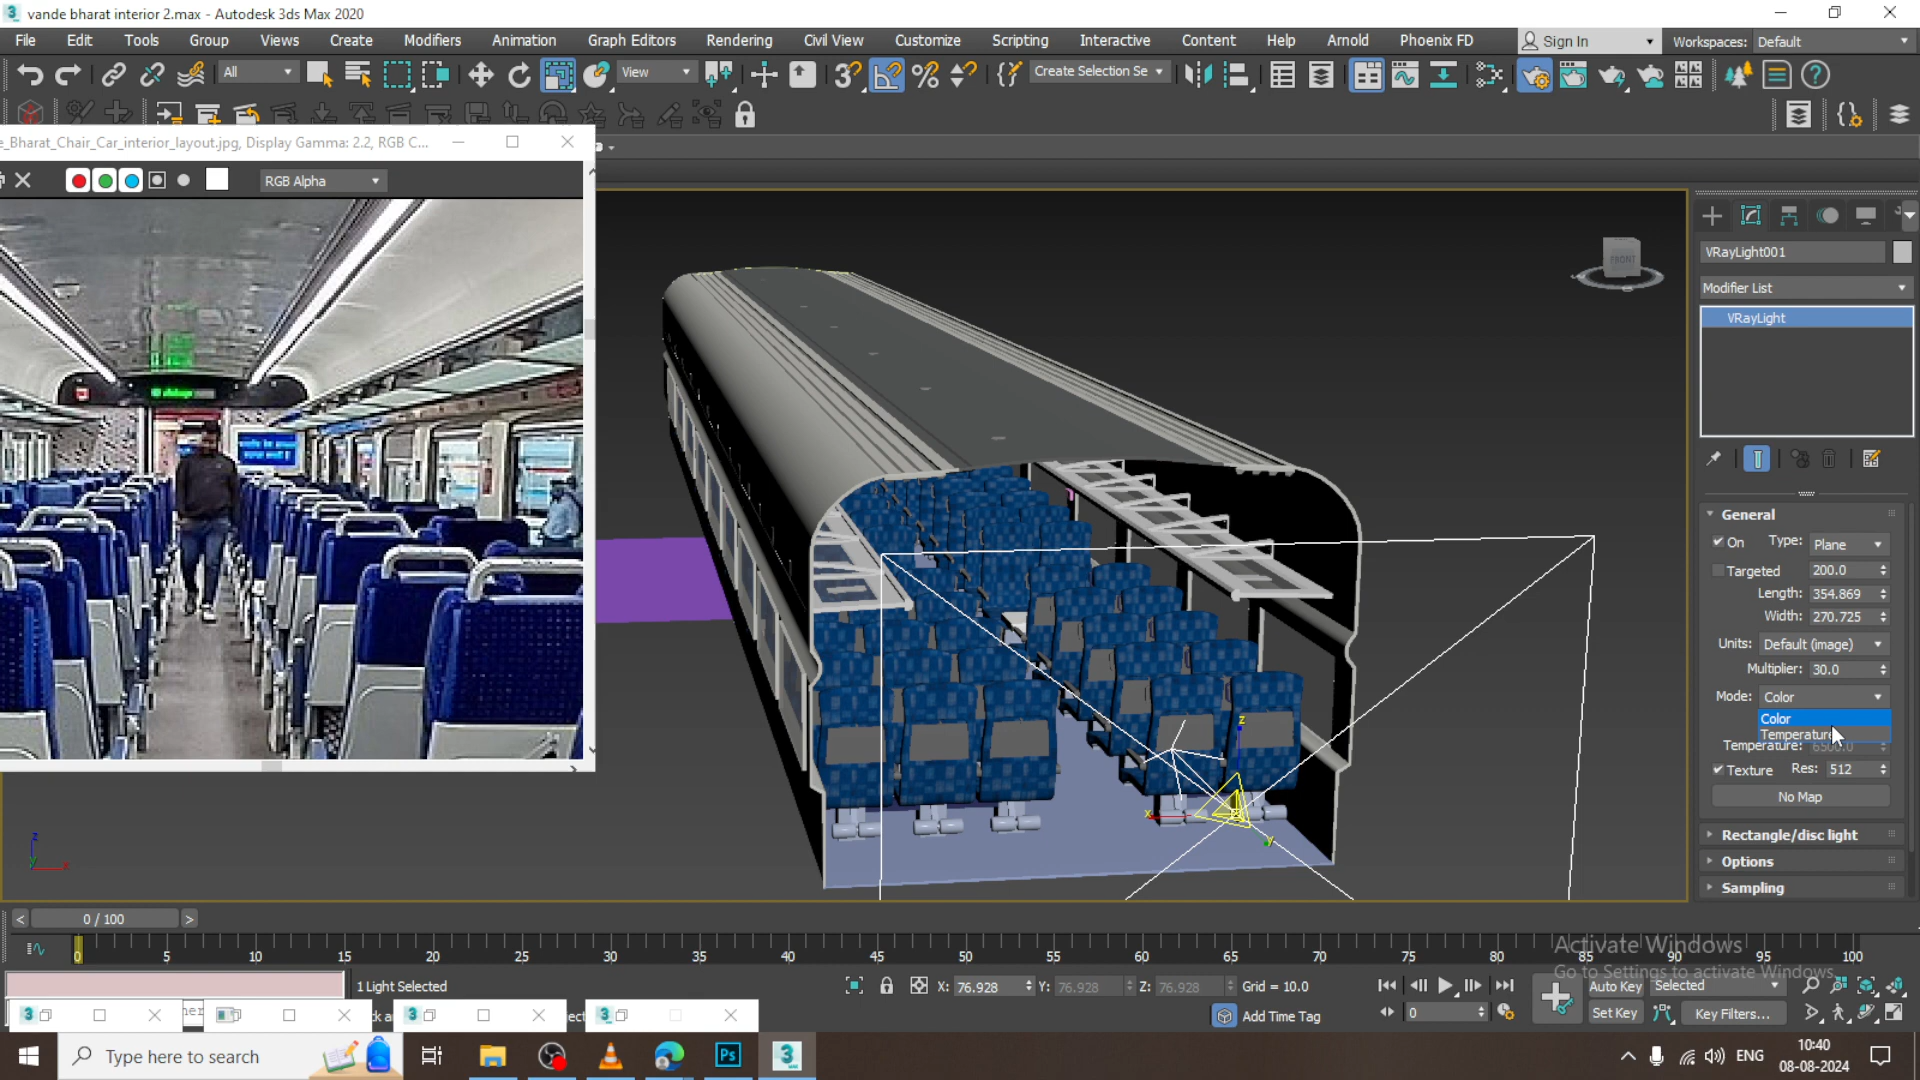 vande bharat interior 2.max - Autodesk 3ds Max 2020
File Edit Tools Group Views Create Modifiers Animation Graph Editors Rendering Civil View Customize Scripting Interactive Content Help Arnold Phoenix FD Sign In Workspaces: Default
All View Create Selection Se
e_Bharat_Chair_Car_interior_layout.jpg, Display Gamma: 2.2, RGB C...
RGB Alpha
FRONT
VRayLight001
Modifier List
VRayLight
General
On Type: Plane
Targeted 200.0
Length: 354.869
Width: 270.725
Units: Default (image)
Multiplier: 30.0
Mode: Color
Color
Temperature
Temperature: 6500.0
Texture Res: 512
No Map
Rectangle/disc light
Options
Sampling
z
x
y
z
y
x
< 0 / 100 >
0 5 10 15 20 25 30 35 40 45 50 55 60 65 70 75 80 85 90 95 100
Activate Windows
Go to Settings to activate Windows.
1 Light Selected
X: 76.928 Y: 76.928 Z: 76.928 Grid = 10.0
Auto Key Selected
Add Time Tag
0
Set Key Key Filters...
Type here to search
Ps
ENG
10:40
08-08-2024